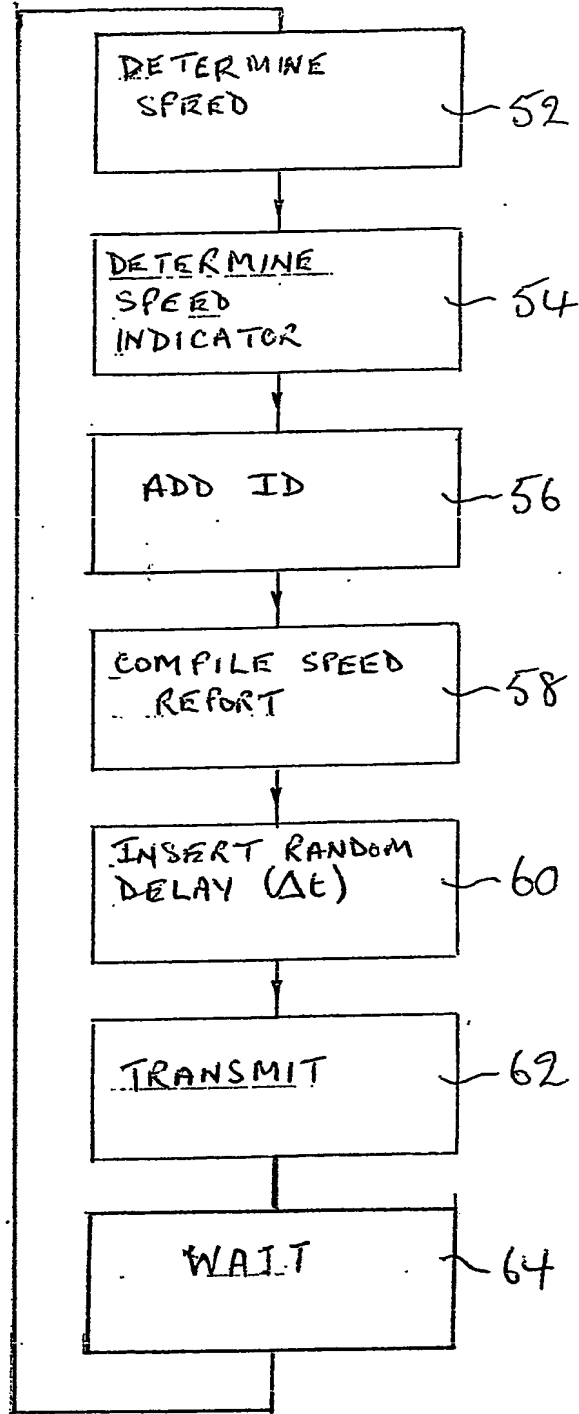 DETERMINE
SPEED
52
DETERMINE
SPEED
INDICATOR
54
ADD ID
56
COMPILE SPEED
REPORT
58
INSERT RANDOM
DELAY (Δt)
60
TRANSMIT
62
WAIT
64